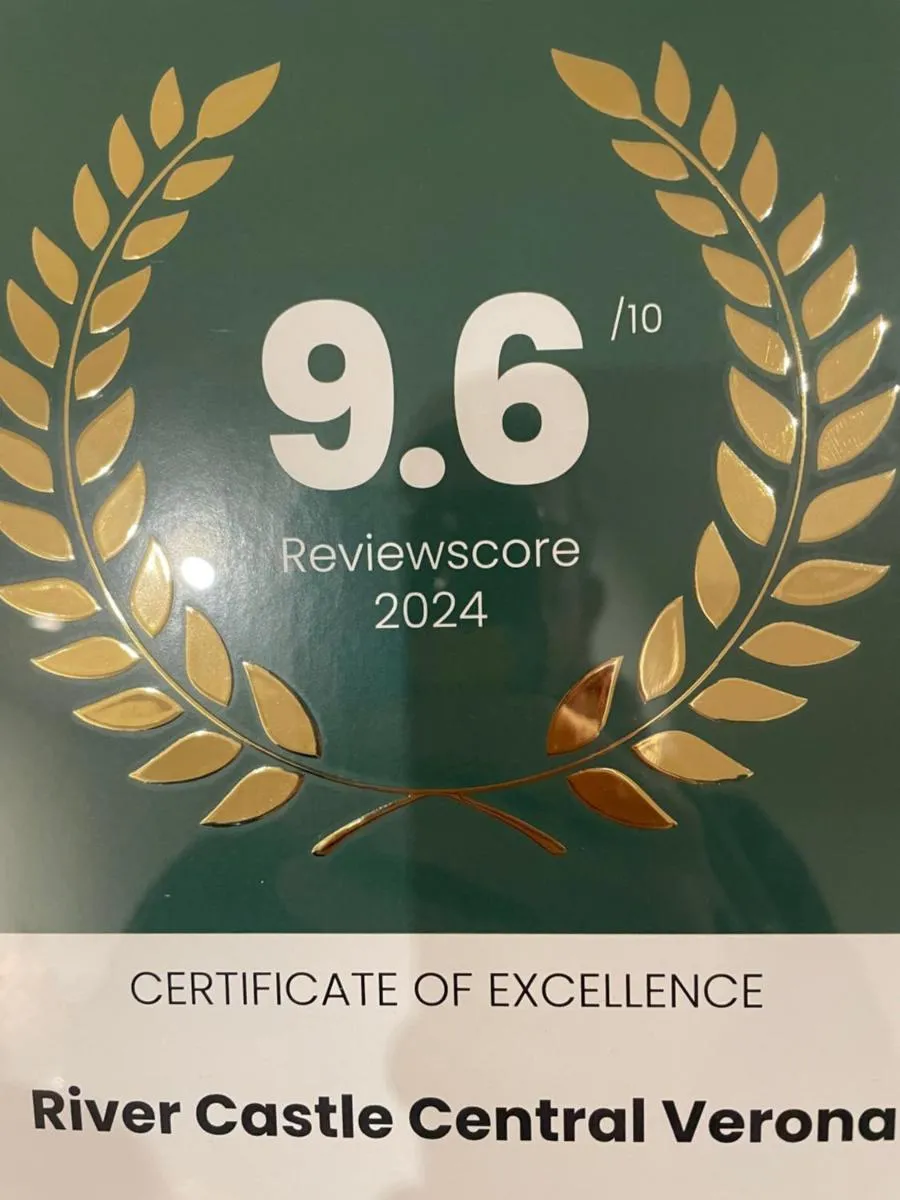 9.6 /10
Reviewscore
2024
CERTIFICATE OF EXCELLENCE
River Castle Central Verona